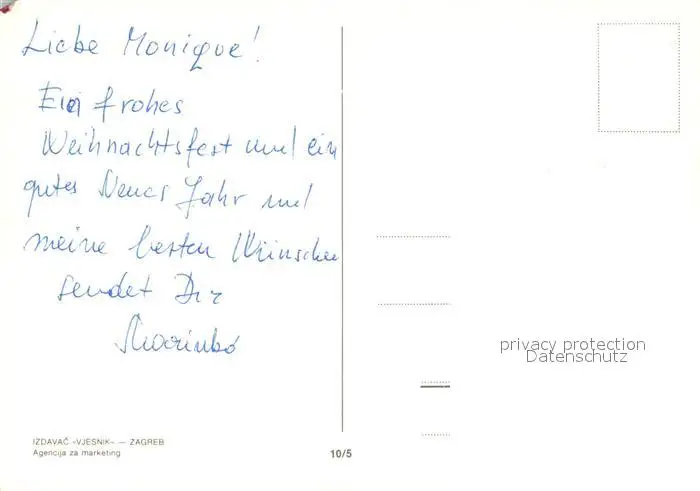 Liebe Monique!
Ein frohes
Weihnachtsfest und ein
gutes Neues Jahr und
meine besten Wünsche
sendet Dir
privacy protection
Datenschutz
IZDAVAČ «VJESNIK» — ZAGREB
Agencija za marketing
10/5